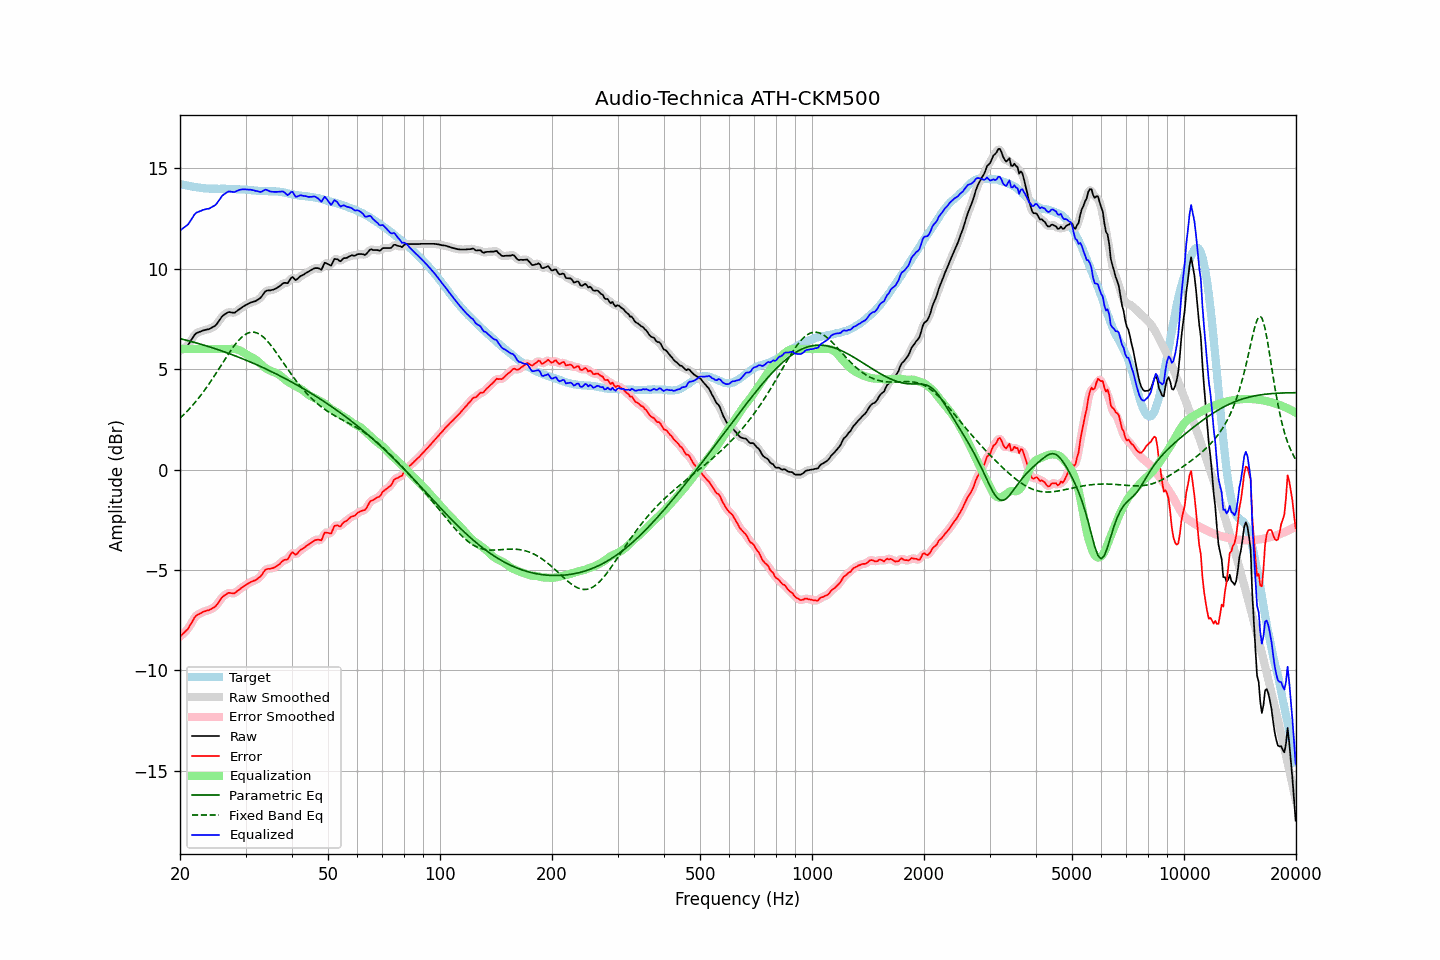 Audio-Technica ATH-CKM500
Amplitude (dBr)
15
10
5
0
−5
−10
−15
Target
Raw Smoothed
Error Smoothed
Raw
Error
Equalization
Parametric Eq
Fixed Band Eq
Equalized
20 50 100 200 500 1000 2000 5000 10000 20000
Frequency (Hz)